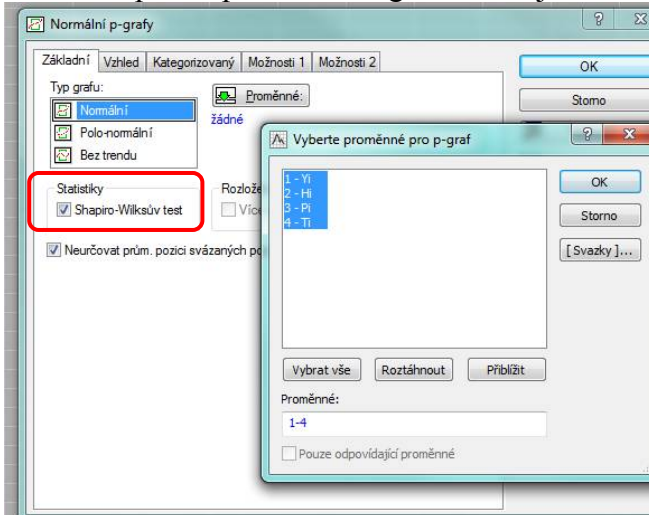 Normální p-grafy
Základní Vzhled Kategorizovaný Možnosti 1 Možnosti 2
OK
Storno
Typ grafu:
Normální
Polo-normální
Bez trendu
Proměnné:
žádné
Statistiky
Shapiro-Wilksův test
Neurčovat prům. pozici svázaných
Vyberte proměnné pro p-graf
1 - Yi
2 - Hi
3 - Pi
4 - Ti
OK
Storno
[ Svazky ]...
Vybrat vše Roztáhnout Přiblížit
Proměnné:
1-4
Pouze odpovídající proměnné